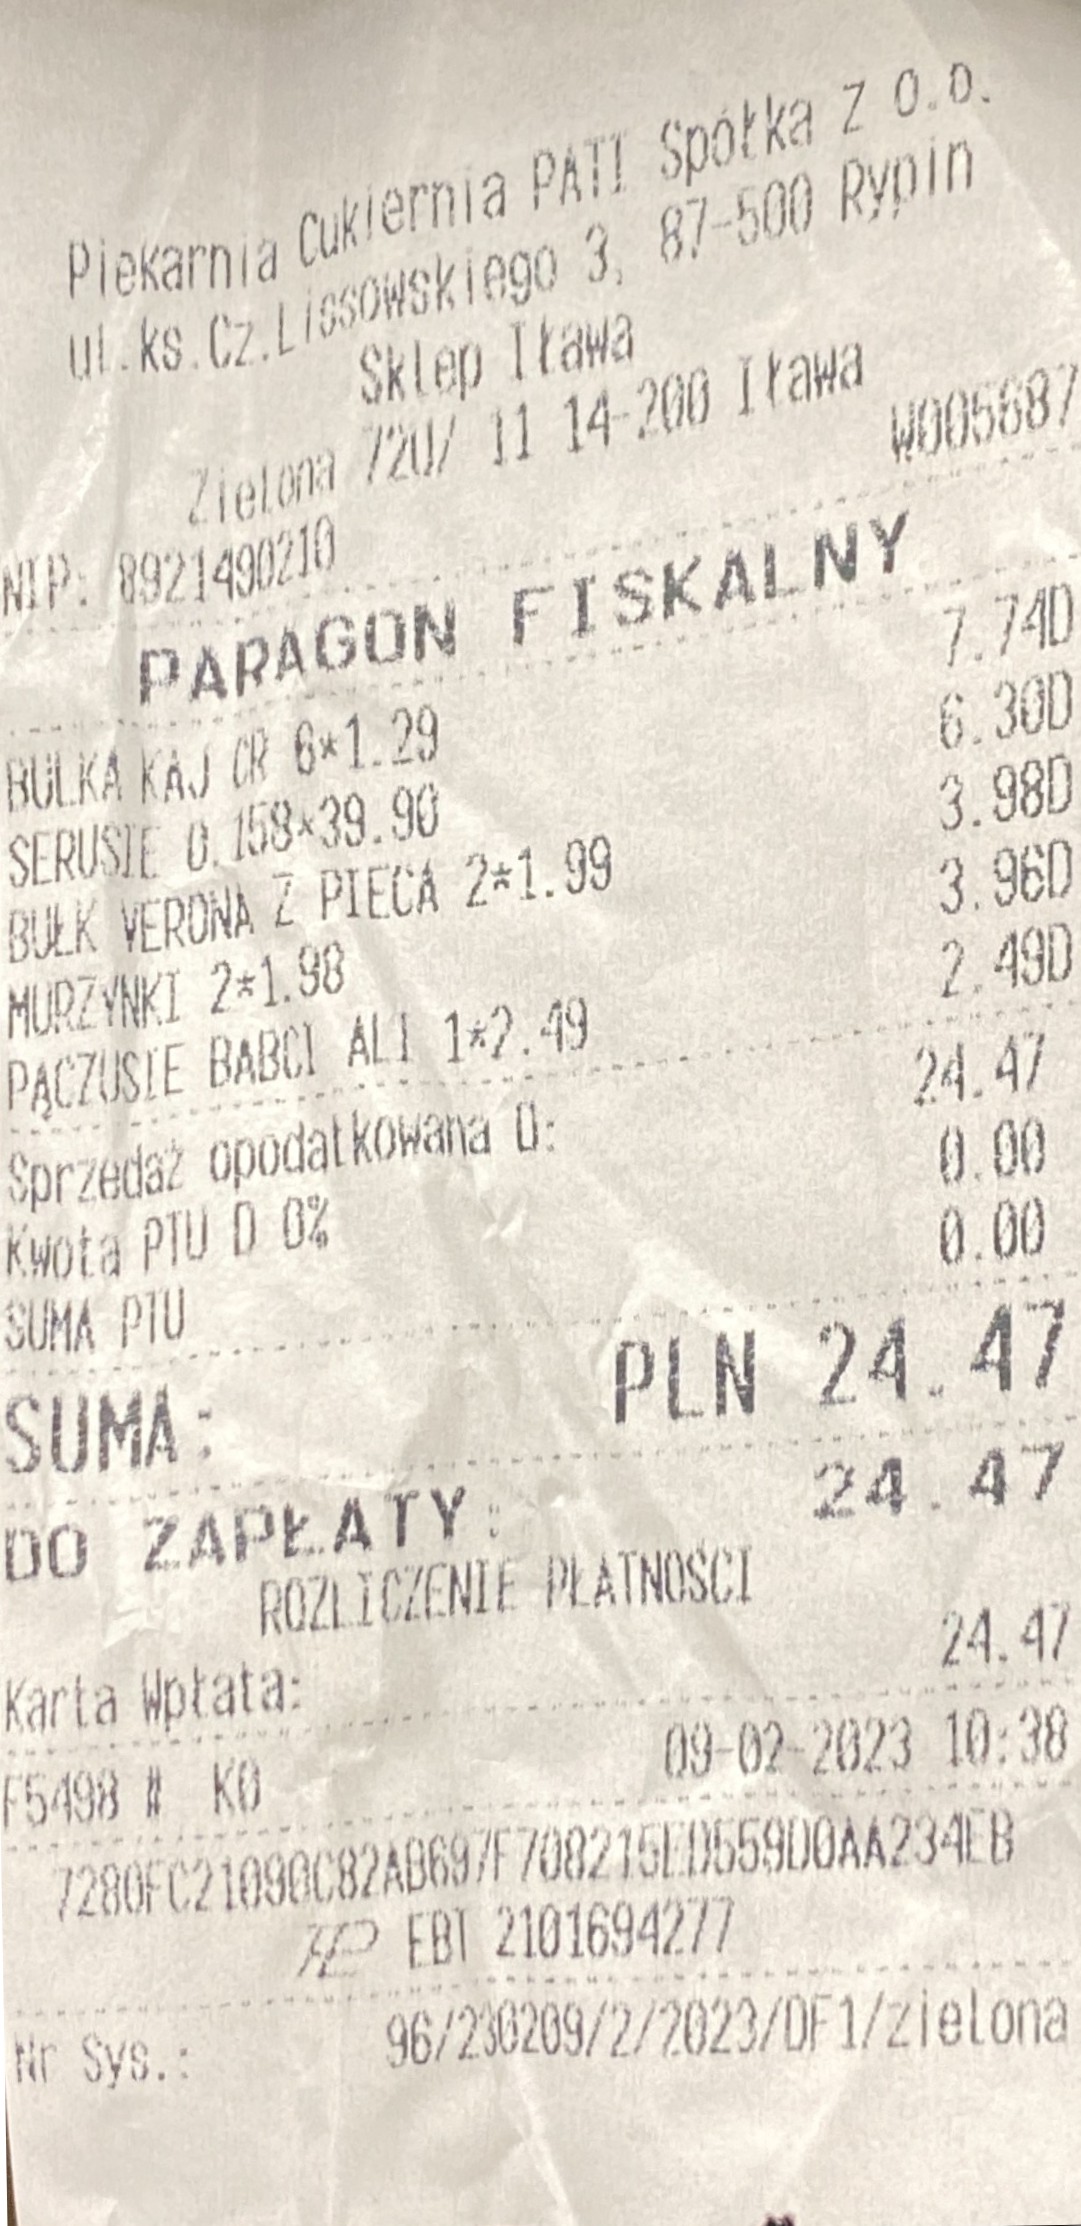 Piekarnia Cukiernia PATI Spółka z o.o.
ul.ks.Cz.Lissowskiego 3, 87-500 Rypin
Sklep Iława
Zielona 72U/ 11 14-200 Iława
NIP: 8921490210 W005687
PARAGON FISKALNY
BULKA KAJ CR 6*1.29 7.74D
SERUSIE 0.158*39.90 6.30D
BUŁK VERONA Z PIECA 2*1.99 3.98D
MURZYNKI 2*1.98 3.96D
PĄCZUSIE BABCI ALI 1*2.49 2.49D
Sprzedaż opodatkowana D: 24.47
Kwota PTU D 0% 0.00
SUMA PTU 0.00
SUMA: PLN 24.47
DO ZAPŁATY: 24.47
ROZLICZENIE PŁATNOŚCI
Karta Wpłata: 24.47
F5498 # K0 09-02-2023 10:38
7280FC21090C82AB697F708215ED559D0AA234EB
EBT 2101694277
Nr Sys.: 96/230209/2/2023/DF1/zielona